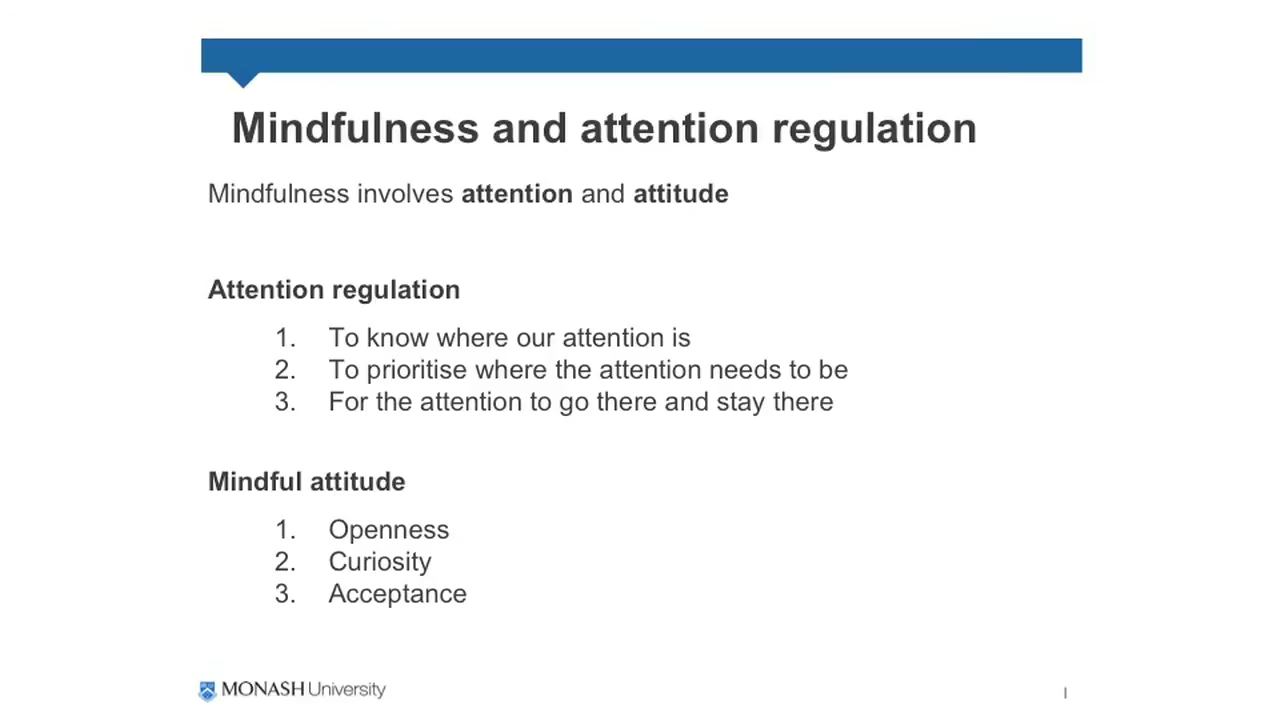 Mindfulness and attention regulation
Mindfulness involves attention and attitude
Attention regulation
1. To know where our attention is
2. To prioritise where the attention needs to be
3. For the attention to go there and stay there
Mindful attitude
1. Openness
2. Curiosity
3. Acceptance
MONASH University